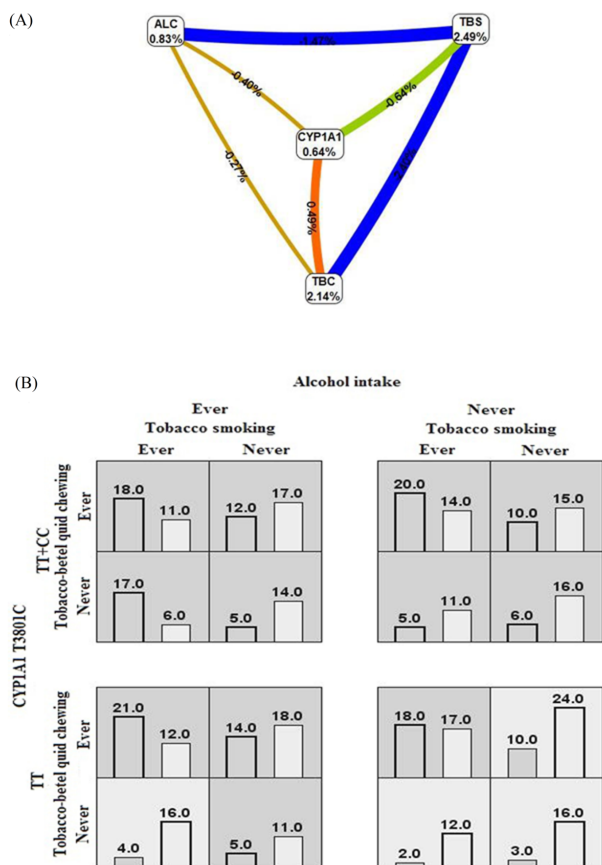 (A)
ALC
0.83%
TBS
2.49%
-1.47%
-0.40%
-0.64%
CYP1A1
0.64%
-0.27%
0.49%
TBC
2.14%
(B)
Alcohol intake
Ever
Tobacco smoking
Ever Never
Never
Tobacco smoking
Ever Never
CYP1A1 T3801C
TT+CC
Tobacco-betel quid chewing
Ever
18.0 11.0 12.0 17.0 20.0 14.0 10.0 15.0
Never
17.0 6.0 5.0 14.0 5.0 11.0 6.0 16.0
TT
Tobacco-betel quid chewing
Ever
21.0 12.0 14.0 18.0 18.0 17.0 10.0 24.0
Never
4.0 16.0 5.0 11.0 2.0 12.0 3.0 16.0